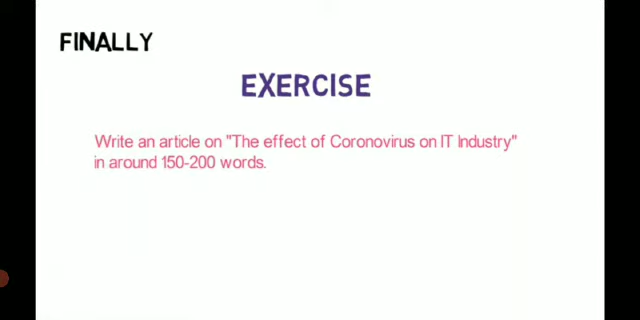 FINALLY
EXERCISE
Write an article on "The effect of Coronovirus on IT Industry"
in around 150-200 words.